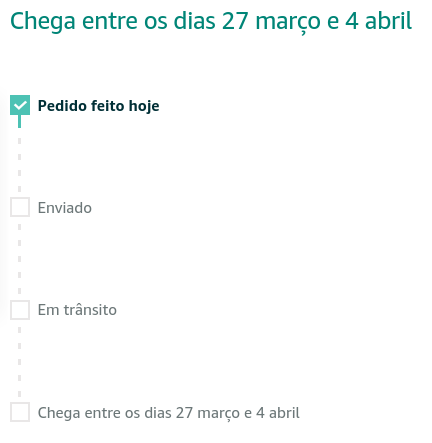 Chega entre os dias 27 março e 4 abril
Pedido feito hoje
Enviado
Em trânsito
Chega entre os dias 27 março e 4 abril